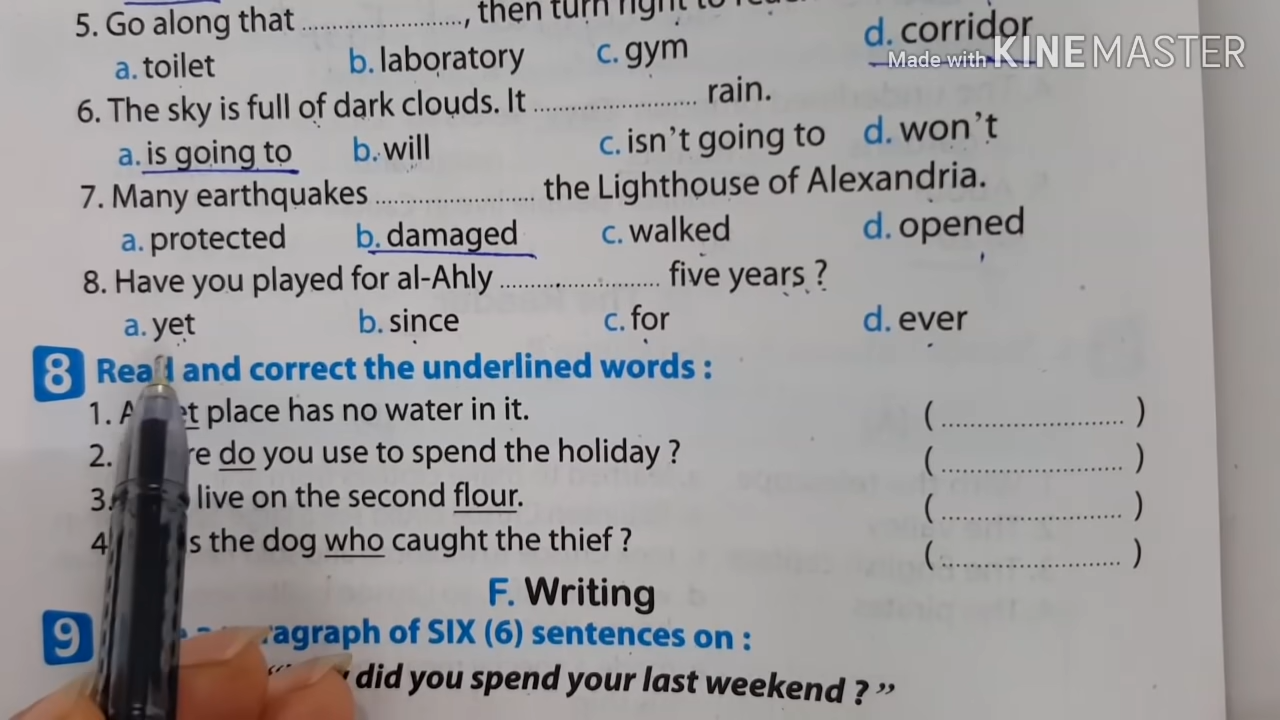 5. Go along that ........................, then turn right to
a. toilet b. laboratory c. gym d. corridor
Made with KINEMASTER
6. The sky is full of dark clouds. It ........................ rain.
a. is going to b. will c. isn't going to d. won't
7. Many earthquakes ........................ the Lighthouse of Alexandria.
a. protected b. damaged c. walked d. opened
8. Have you played for al-Ahly ........................ five years ?
a. yet b. since c. for d. ever
8 Read and correct the underlined words :
1. A place has no water in it. (........................)
2. do you use to spend the holiday ? (........................)
3. live on the second flour. (........................)
4 the dog who caught the thief ? (........................)
F. Writing
9 paragraph of SIX (6) sentences on :
did you spend your last weekend ? ”